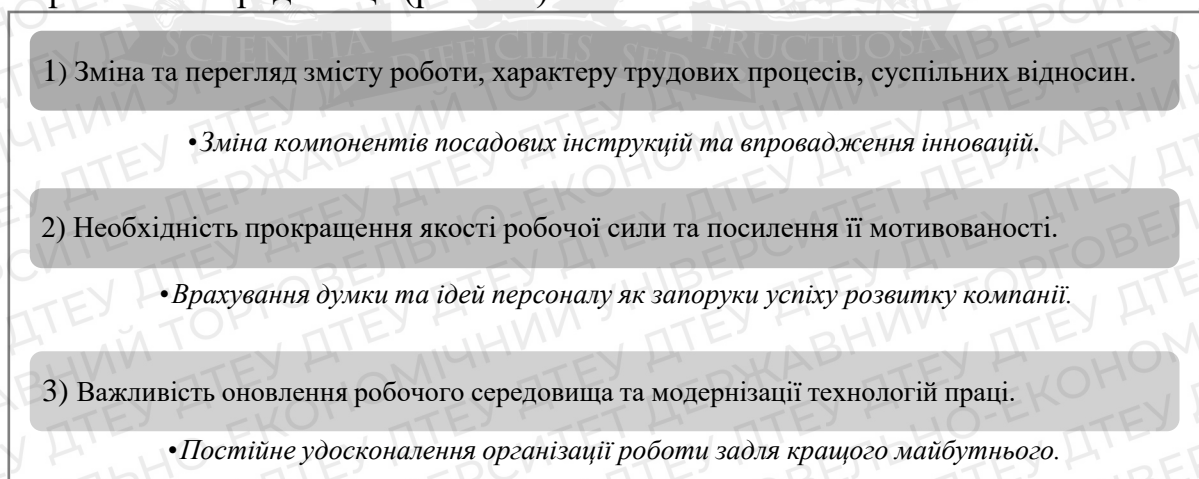 1) Зміна та перегляд змісту роботи, характеру трудових процесів, суспільних відносин.
•Зміна компонентів посадових інструкцій та впровадження інновацій.
2) Необхідність прокращення якості робочої сили та посилення її мотивованості.
•Врахування думки та ідей персоналу як запоруки успіху розвитку компанії.
3) Важливість оновлення робочого середовища та модернізації технологій праці.
•Постійне удосконалення організації роботи задля кращого майбутнього.